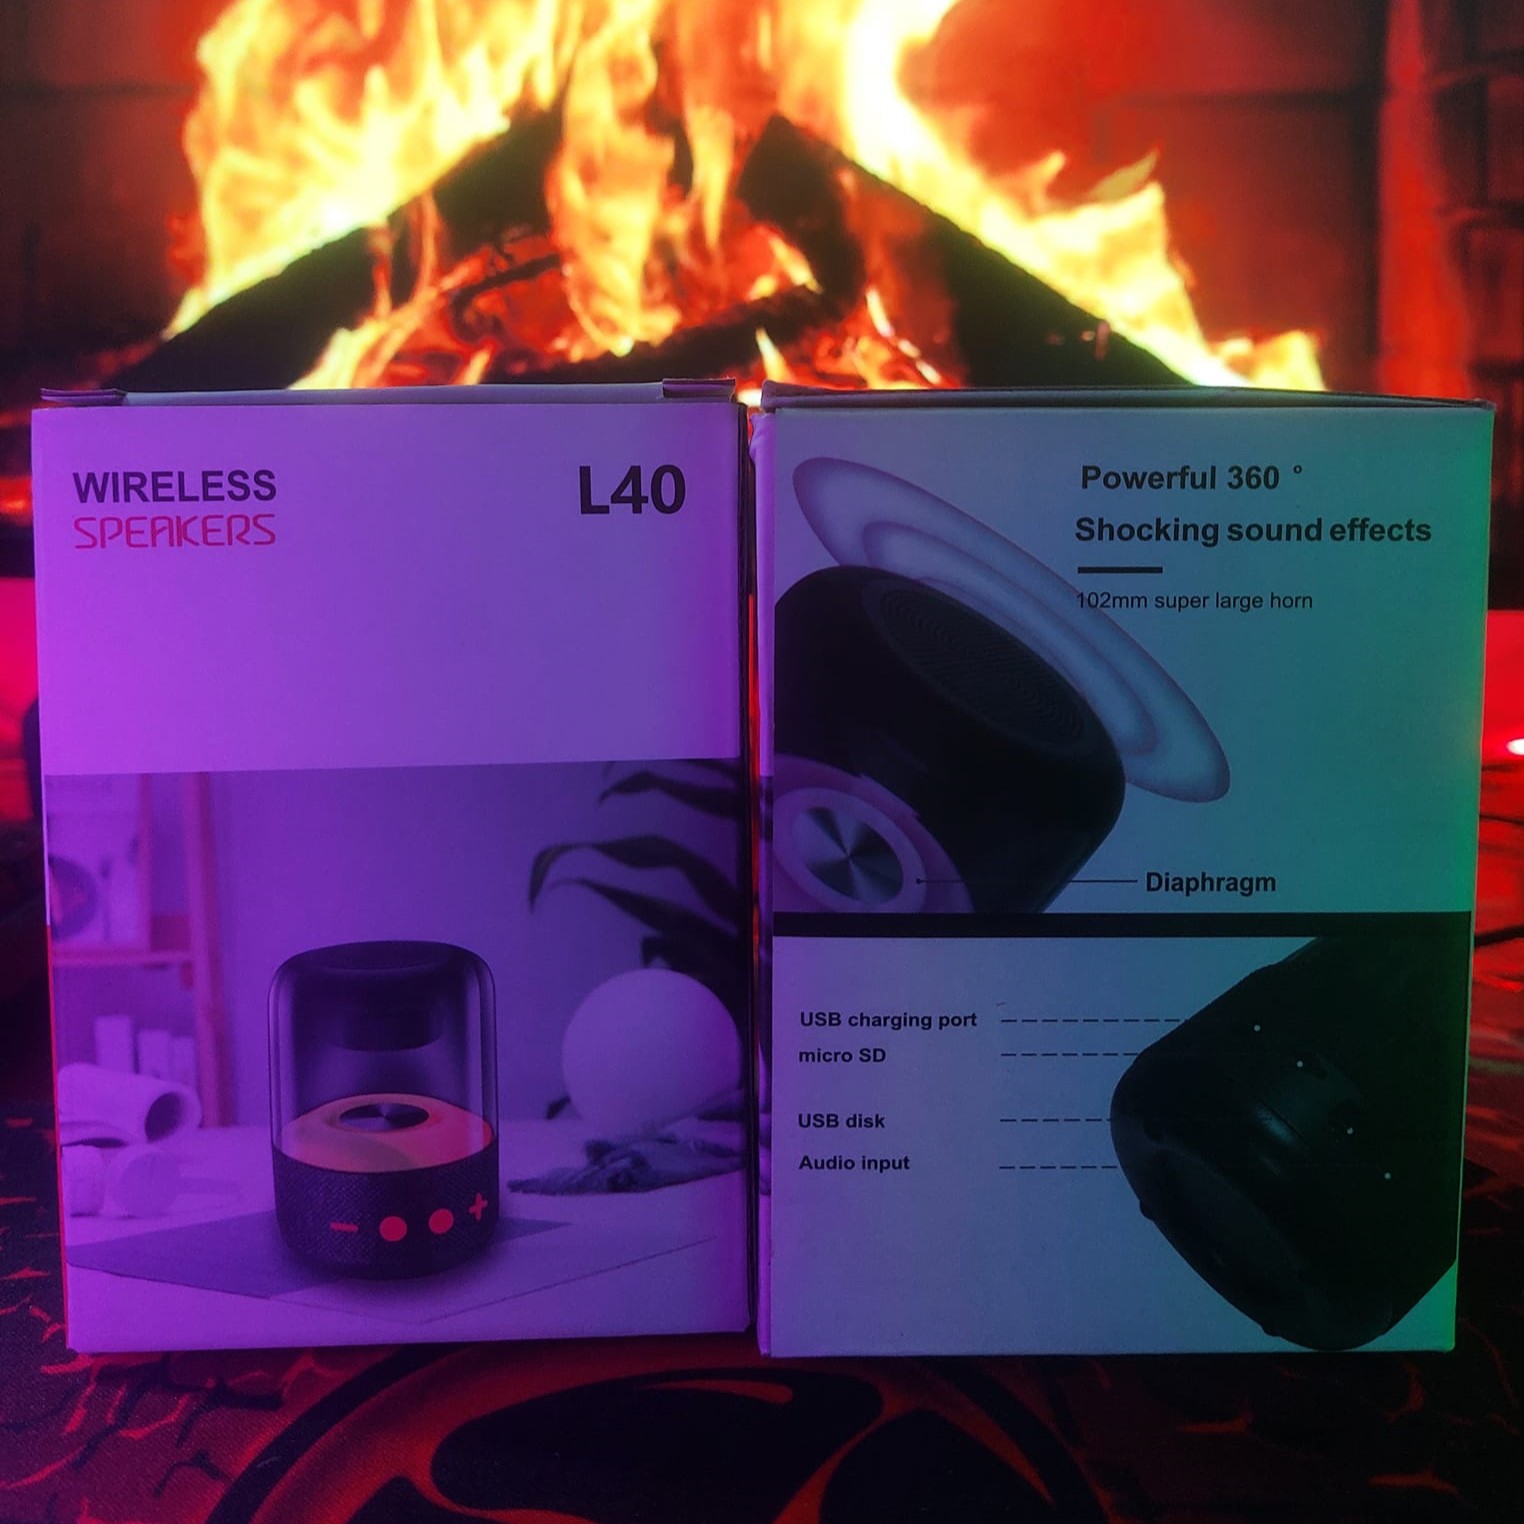 WIRELESS
SPEAKERS
L40
Powerful 360 °
Shocking sound effects
102mm super large horn
Diaphragm
USB charging port
micro SD
USB disk
Audio input